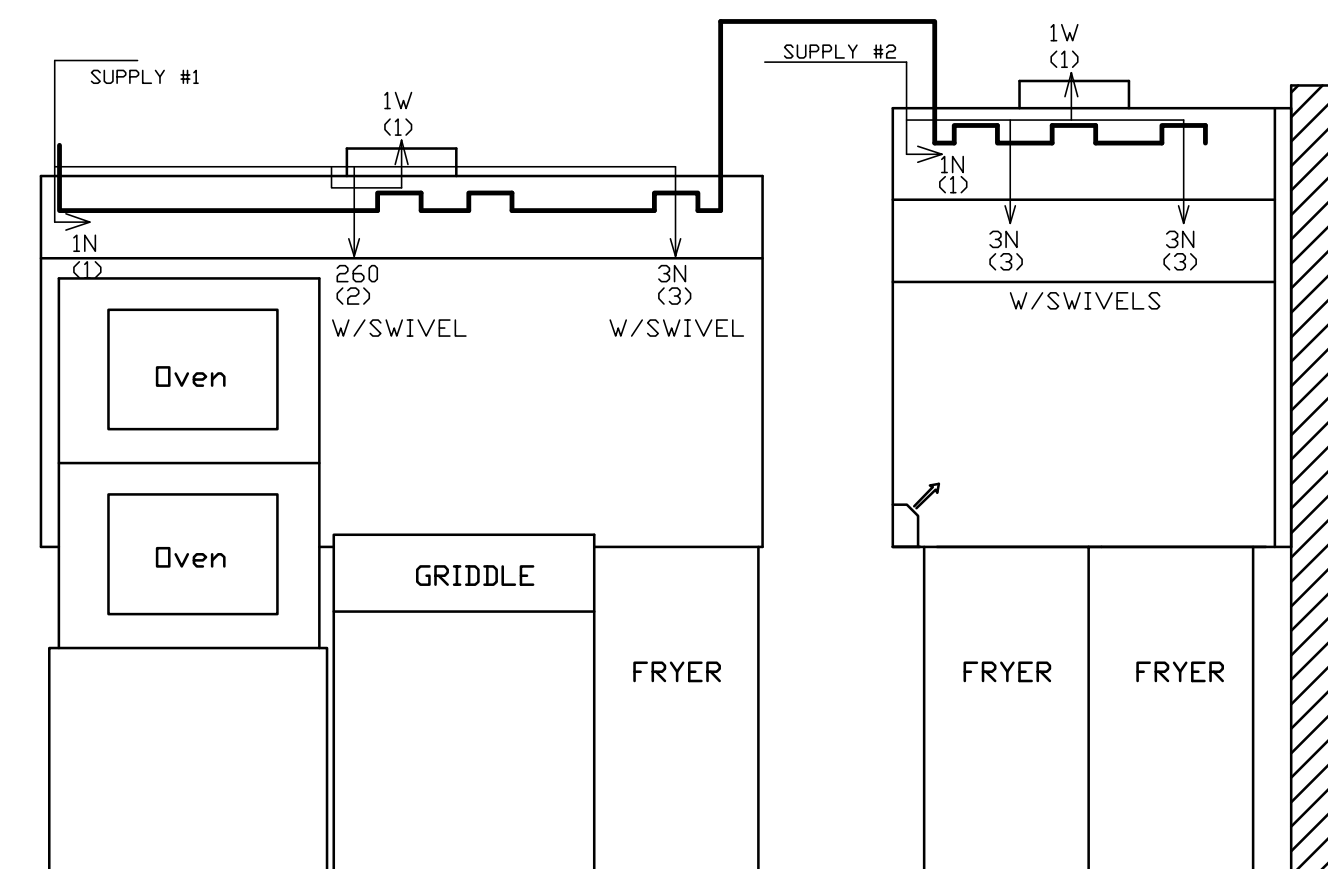 SUPPLY #1
1W
(1)
1N
(1)
260
(2)
W/SWIVEL
3N
(3)
W/SWIVEL
Oven
Oven
GRIDDLE
FRYER
SUPPLY #2
1W
(1)
1N
(1)
3N
(3)
3N
(3)
W/SWIVELS
FRYER
FRYER